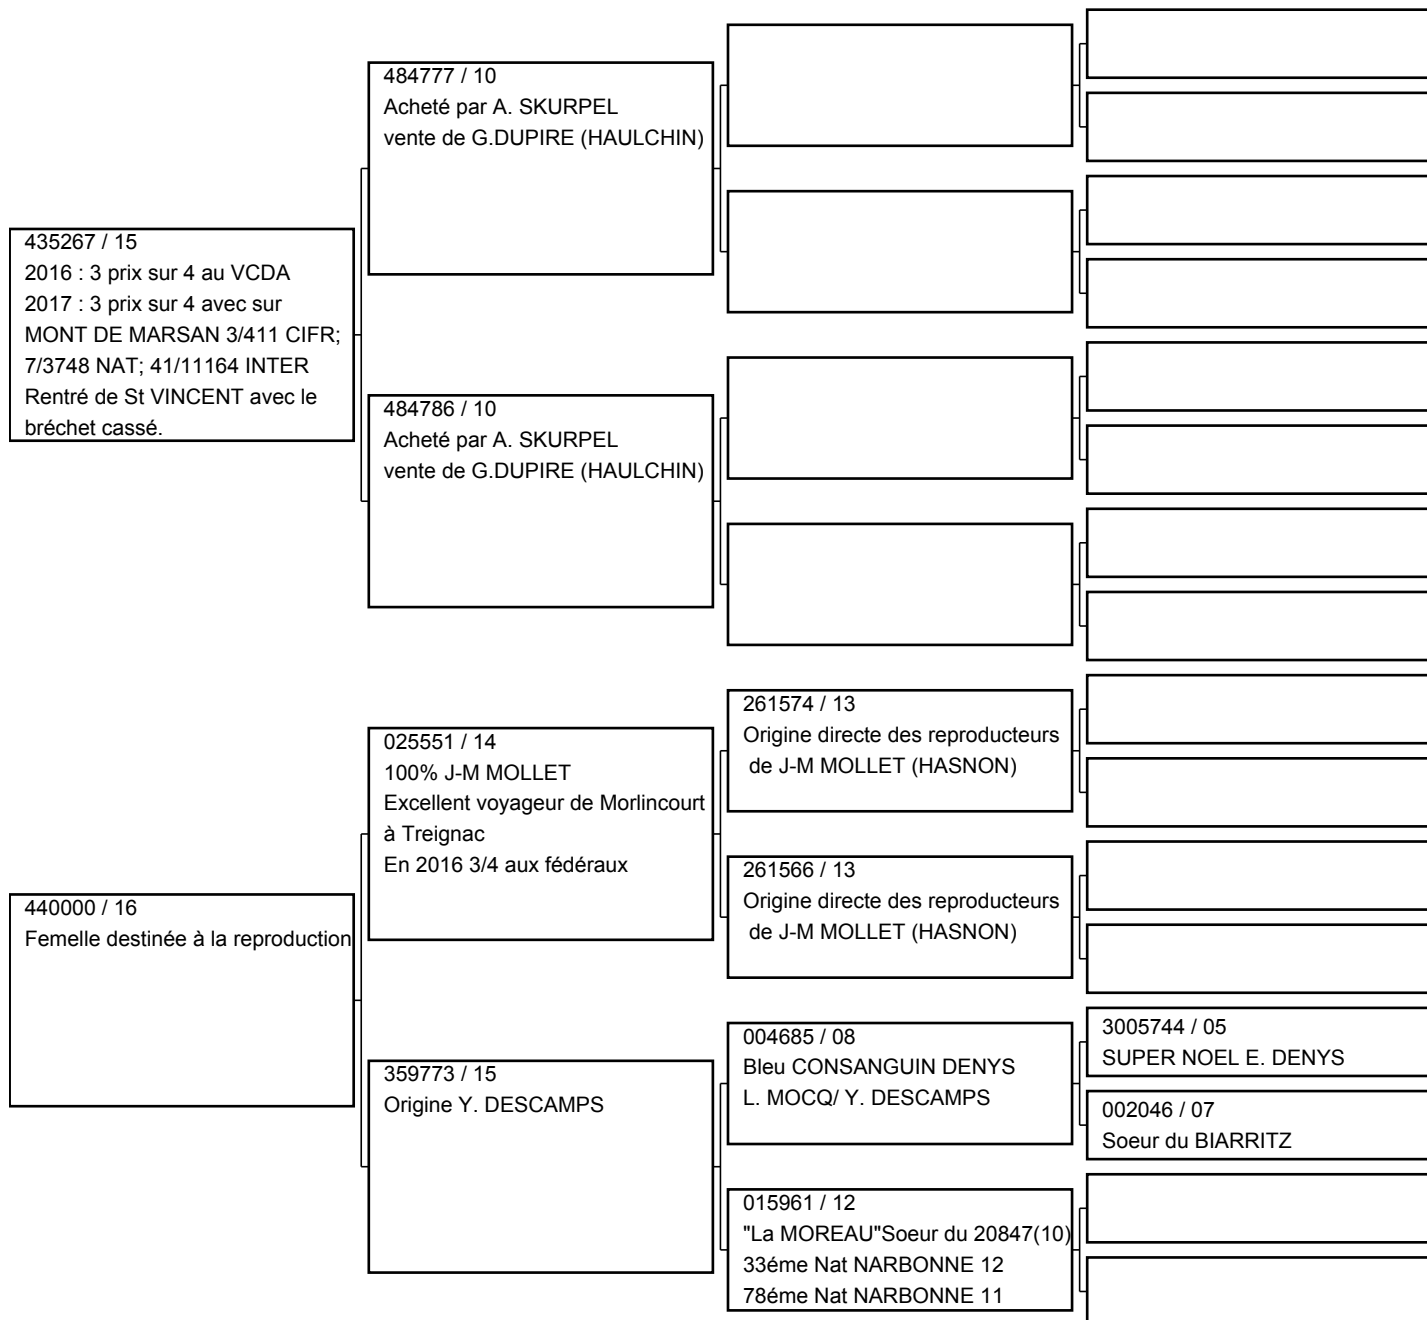 435267 / 15
2016 : 3 prix sur 4 au VCDA
2017 : 3 prix sur 4 avec sur
MONT DE MARSAN 3/411 CIFR;
7/3748 NAT; 41/11164 INTER
Rentré de St VINCENT avec le
bréchet cassé.
484777 / 10
Acheté par A. SKURPEL
vente de G.DUPIRE (HAULCHIN)
484786 / 10
Acheté par A. SKURPEL
vente de G.DUPIRE (HAULCHIN)
440000 / 16
Femelle destinée à la reproduction
025551 / 14
100% J-M MOLLET
Excellent voyageur de Morlincourt
à Treignac
En 2016 3/4 aux fédéraux
261574 / 13
Origine directe des reproducteurs
de J-M MOLLET (HASNON)
261566 / 13
Origine directe des reproducteurs
de J-M MOLLET (HASNON)
359773 / 15
Origine Y. DESCAMPS
004685 / 08
Bleu CONSANGUIN DENYS
L. MOCQ/ Y. DESCAMPS
3005744 / 05
SUPER NOEL E. DENYS
002046 / 07
Soeur du BIARRITZ
015961 / 12
"La MOREAU"Soeur du 20847(10)
33éme Nat NARBONNE 12
78éme Nat NARBONNE 11